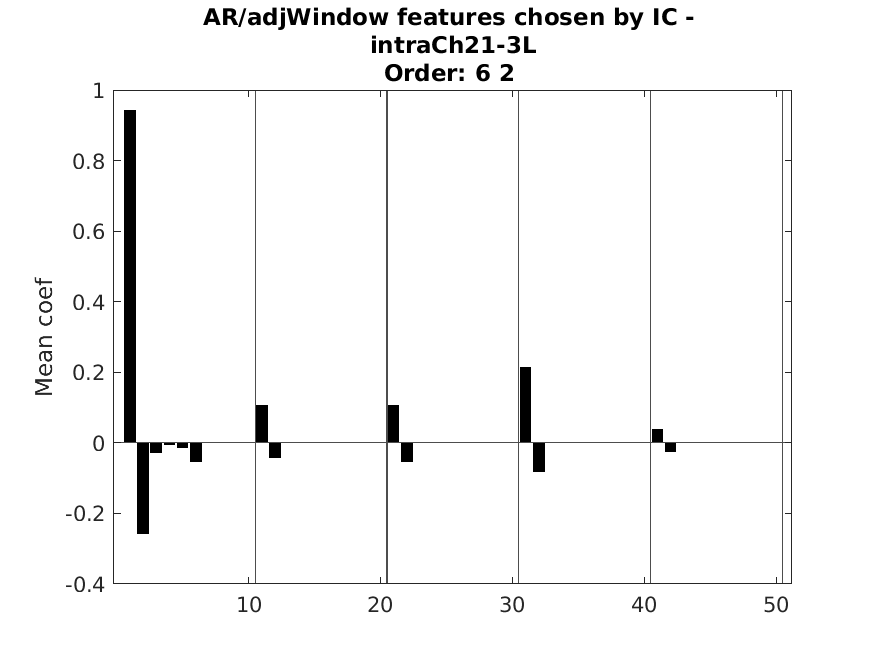 AR/adjWindow features chosen by IC -
intraCh21-3L
Order: 6 2
1
0.8
0.6
0.4
0.2
0
-0.2
-0.4
Mean coef
10 20 30 40 50